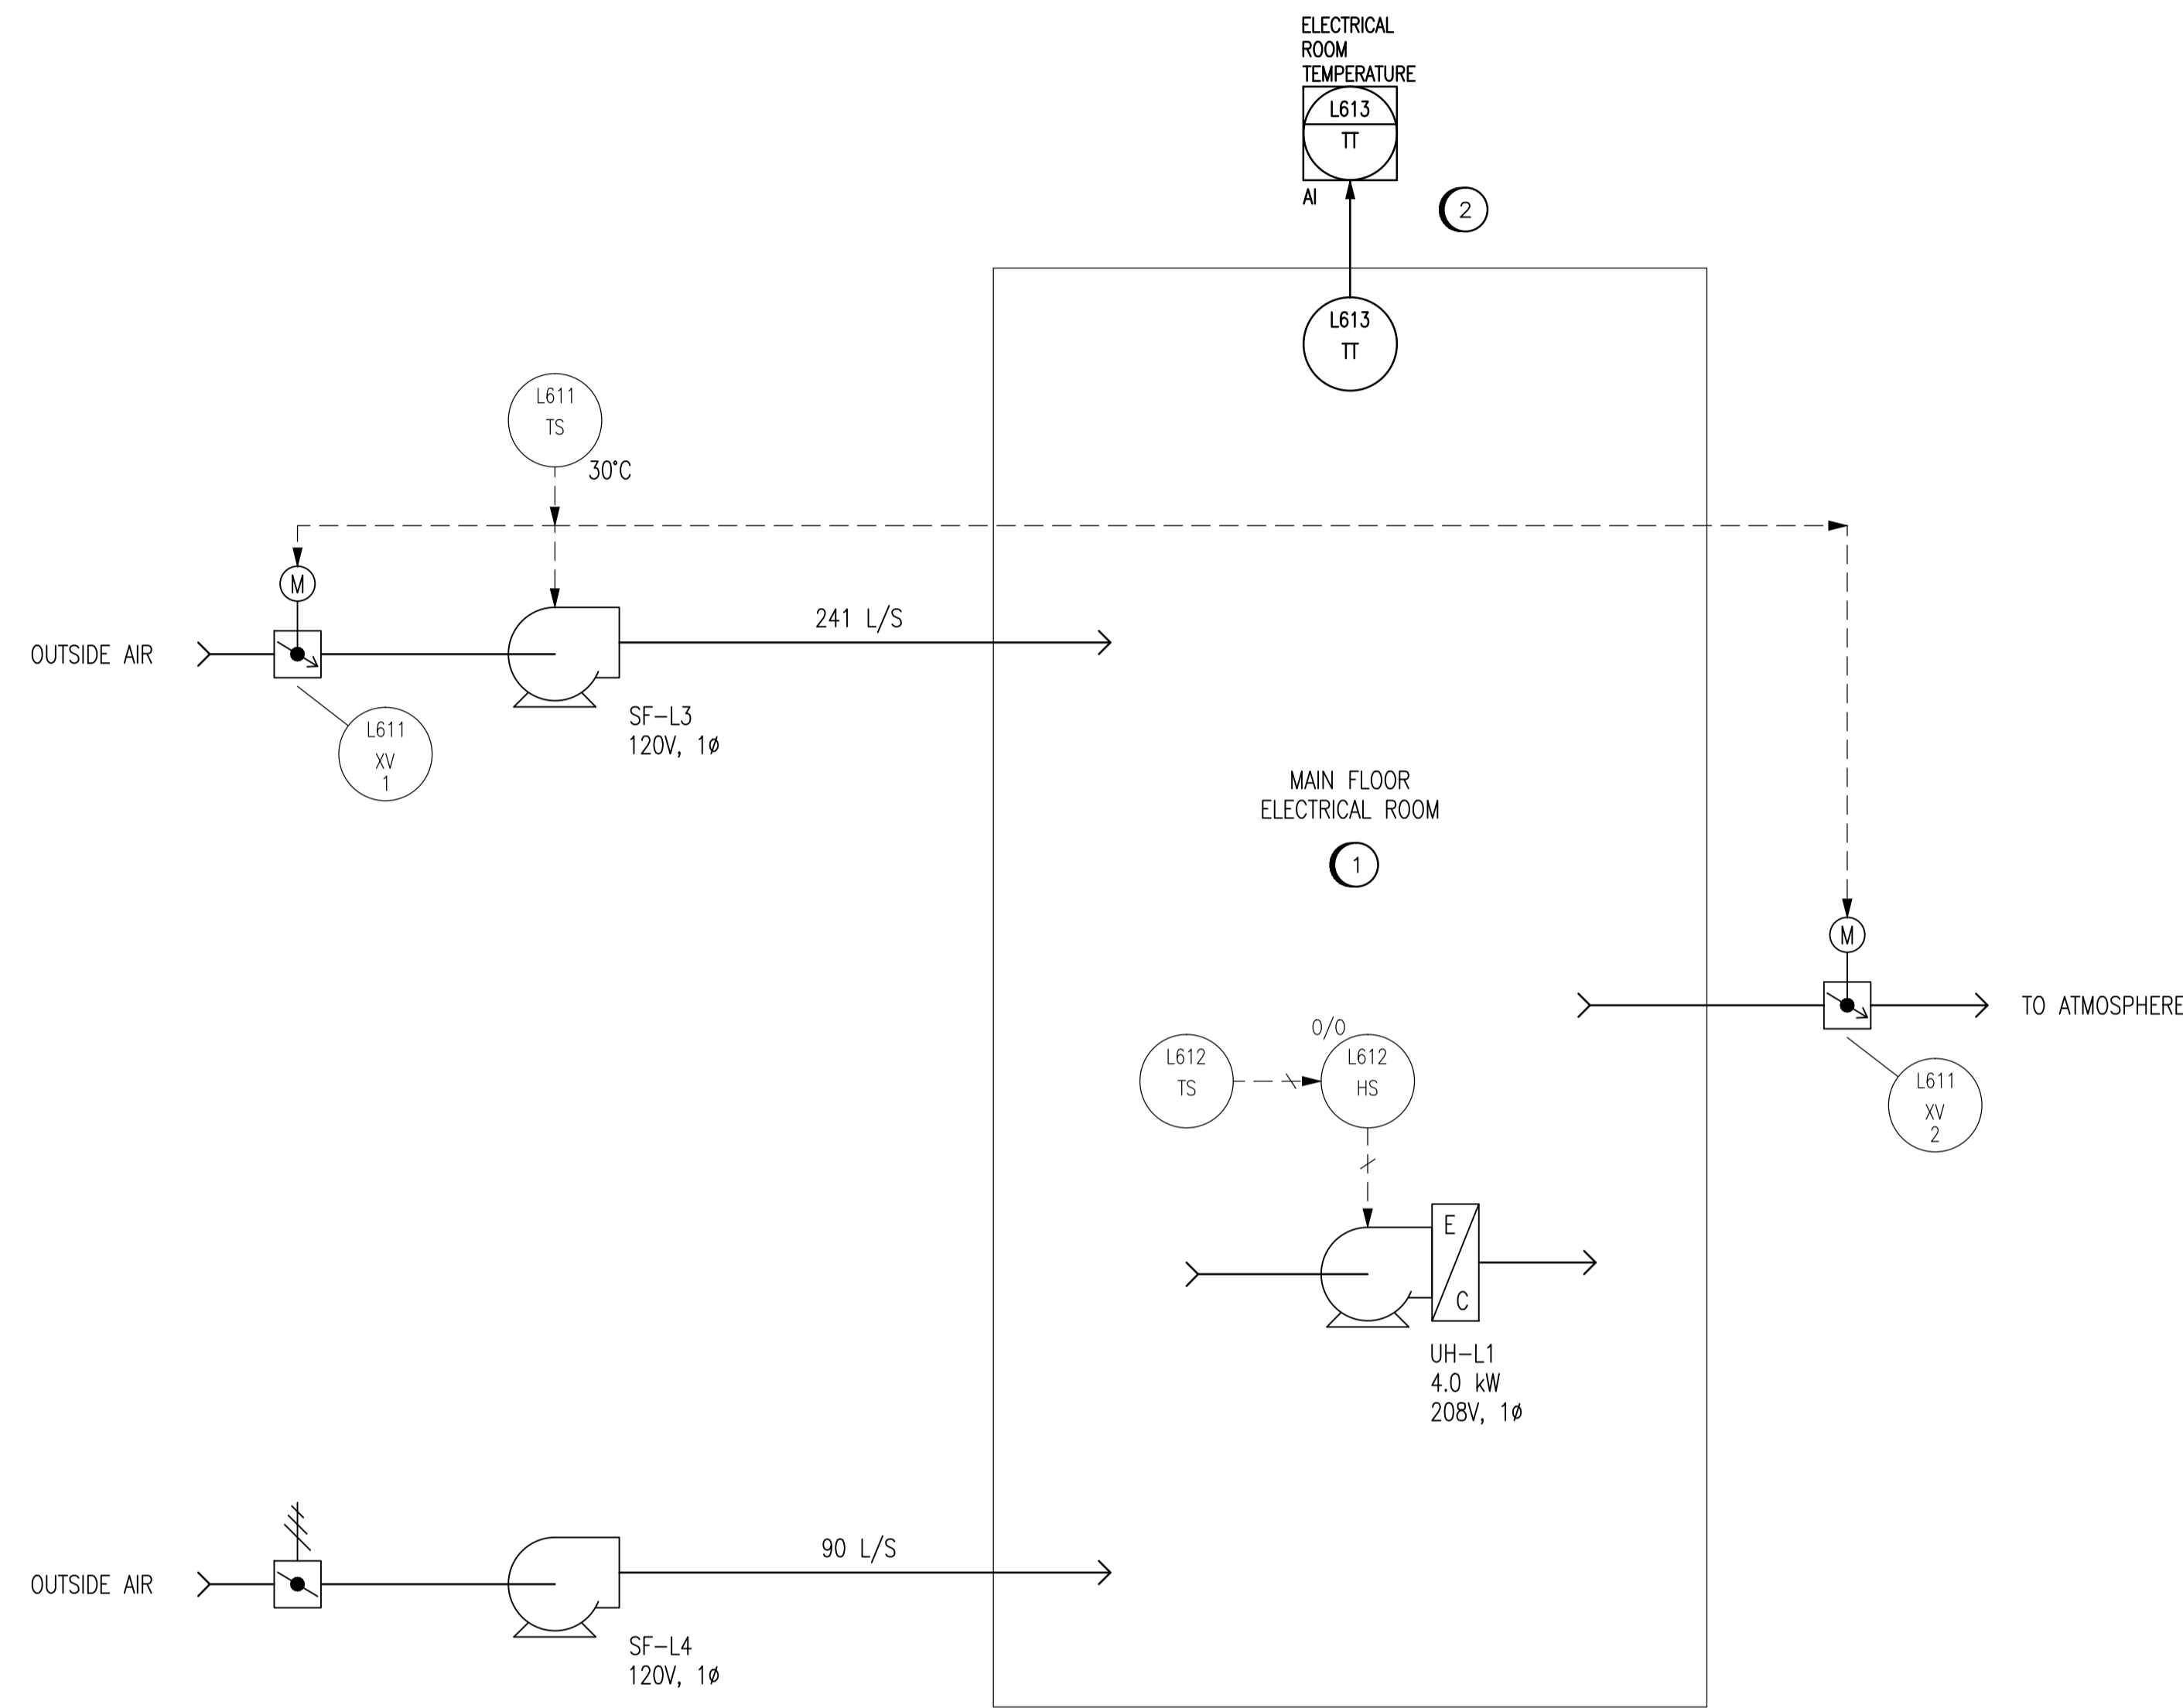 ELECTRICAL
ROOM
TEMPERATURE
L613
TT
AI
2
L613
TT
L611
TS
30°C
M
241 L/S
OUTSIDE AIR
SF-L3
120V, 1ø
L611
XV
1
MAIN FLOOR
ELECTRICAL ROOM
1
M
TO ATMOSPHERE
O/O
L612
TS
L612
HS
L611
XV
2
E
C
UH-L1
4.0 kW
208V, 1ø
90 L/S
OUTSIDE AIR
SF-L4
120V, 1ø